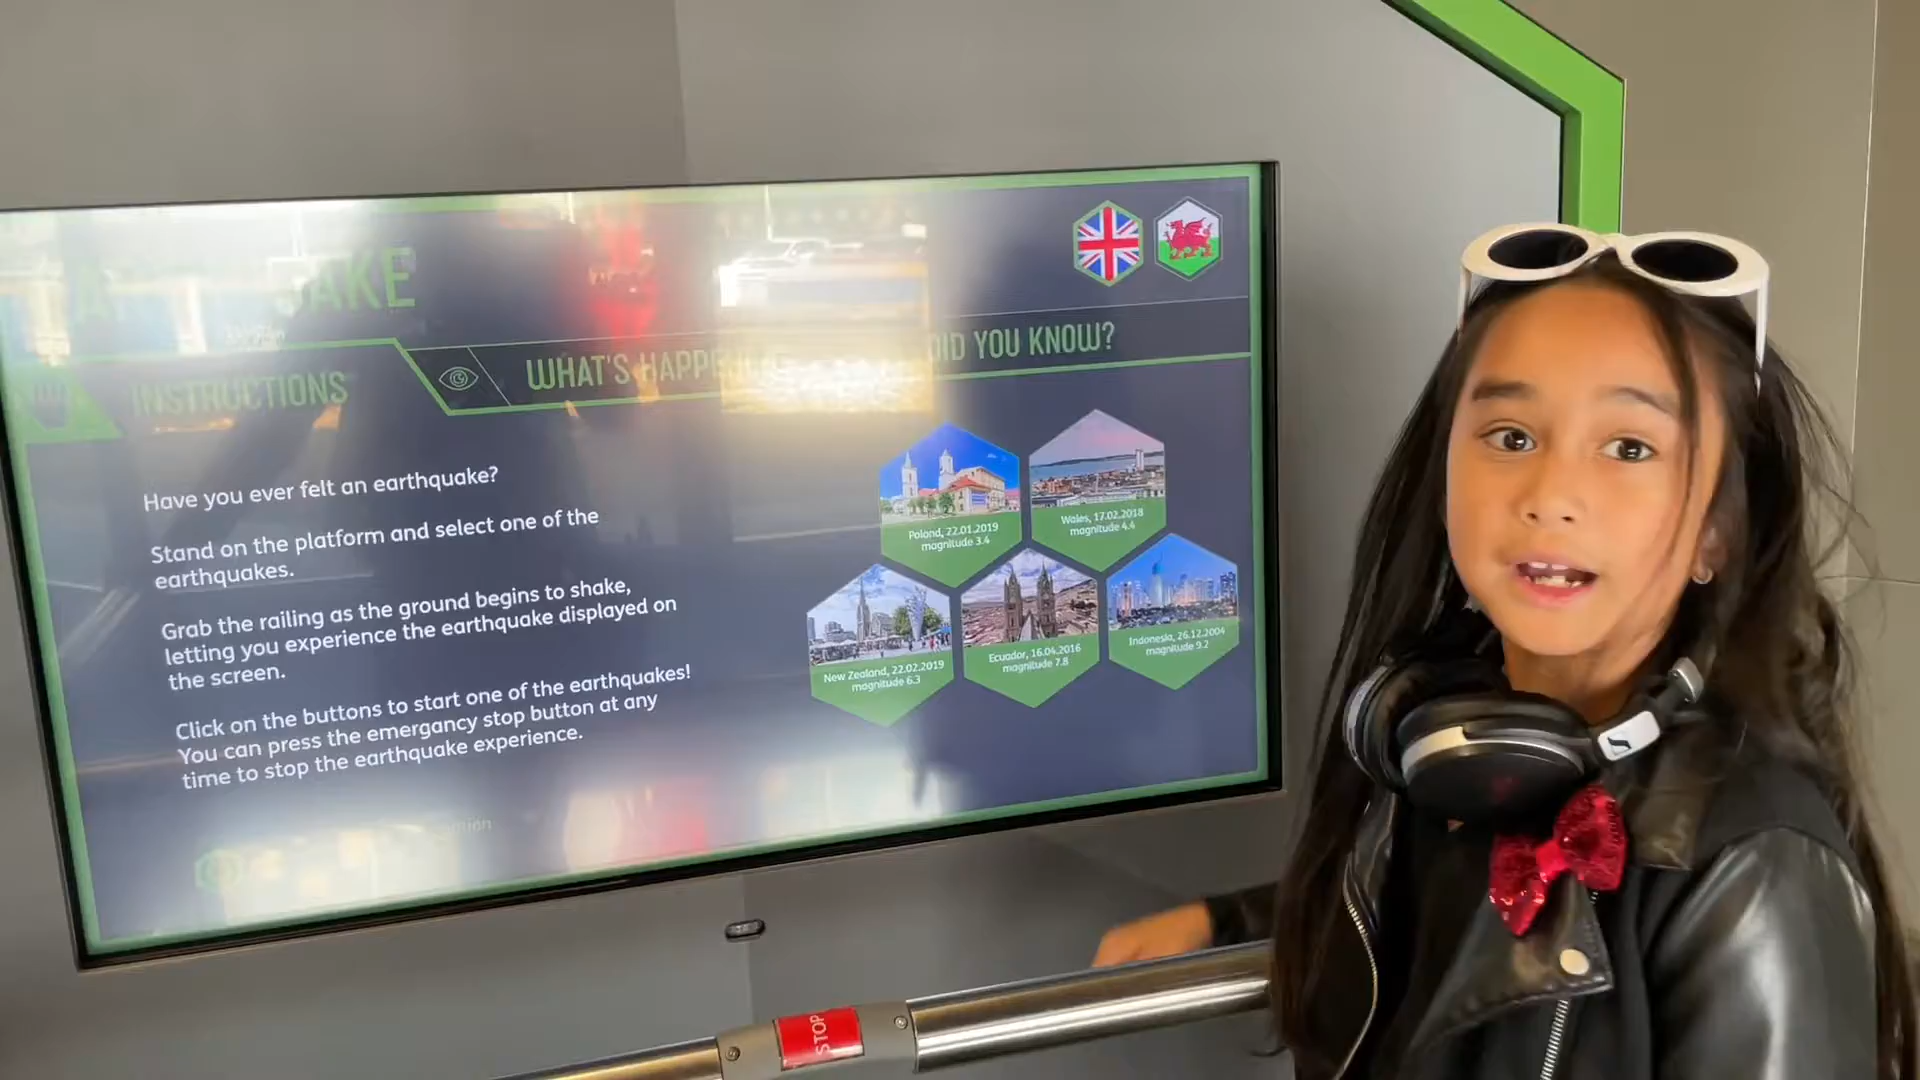 INSTRUCTIONS
WHAT'S
DID YOU KNOW?
Have you ever felt an earthquake?
Stand on the platform and select one of the
earthquakes.
Grab the railing as the ground begins to shake,
letting you experience the earthquake displayed on
the screen.
Click on the buttons to start one of the earthquakes!
You can press the emergancy stop button at any
time to stop the earthquake experience.
Poland, 22.01.2019
magnitude 3.4
Wales, 17.02.2018
magnitude 4.4
New Zealand, 22.02.2019
magnitude 6.3
Ecuador, 16.04.2016
magnitude 7.8
Indonesia, 26.12.2004
magnitude 9.2
STOP